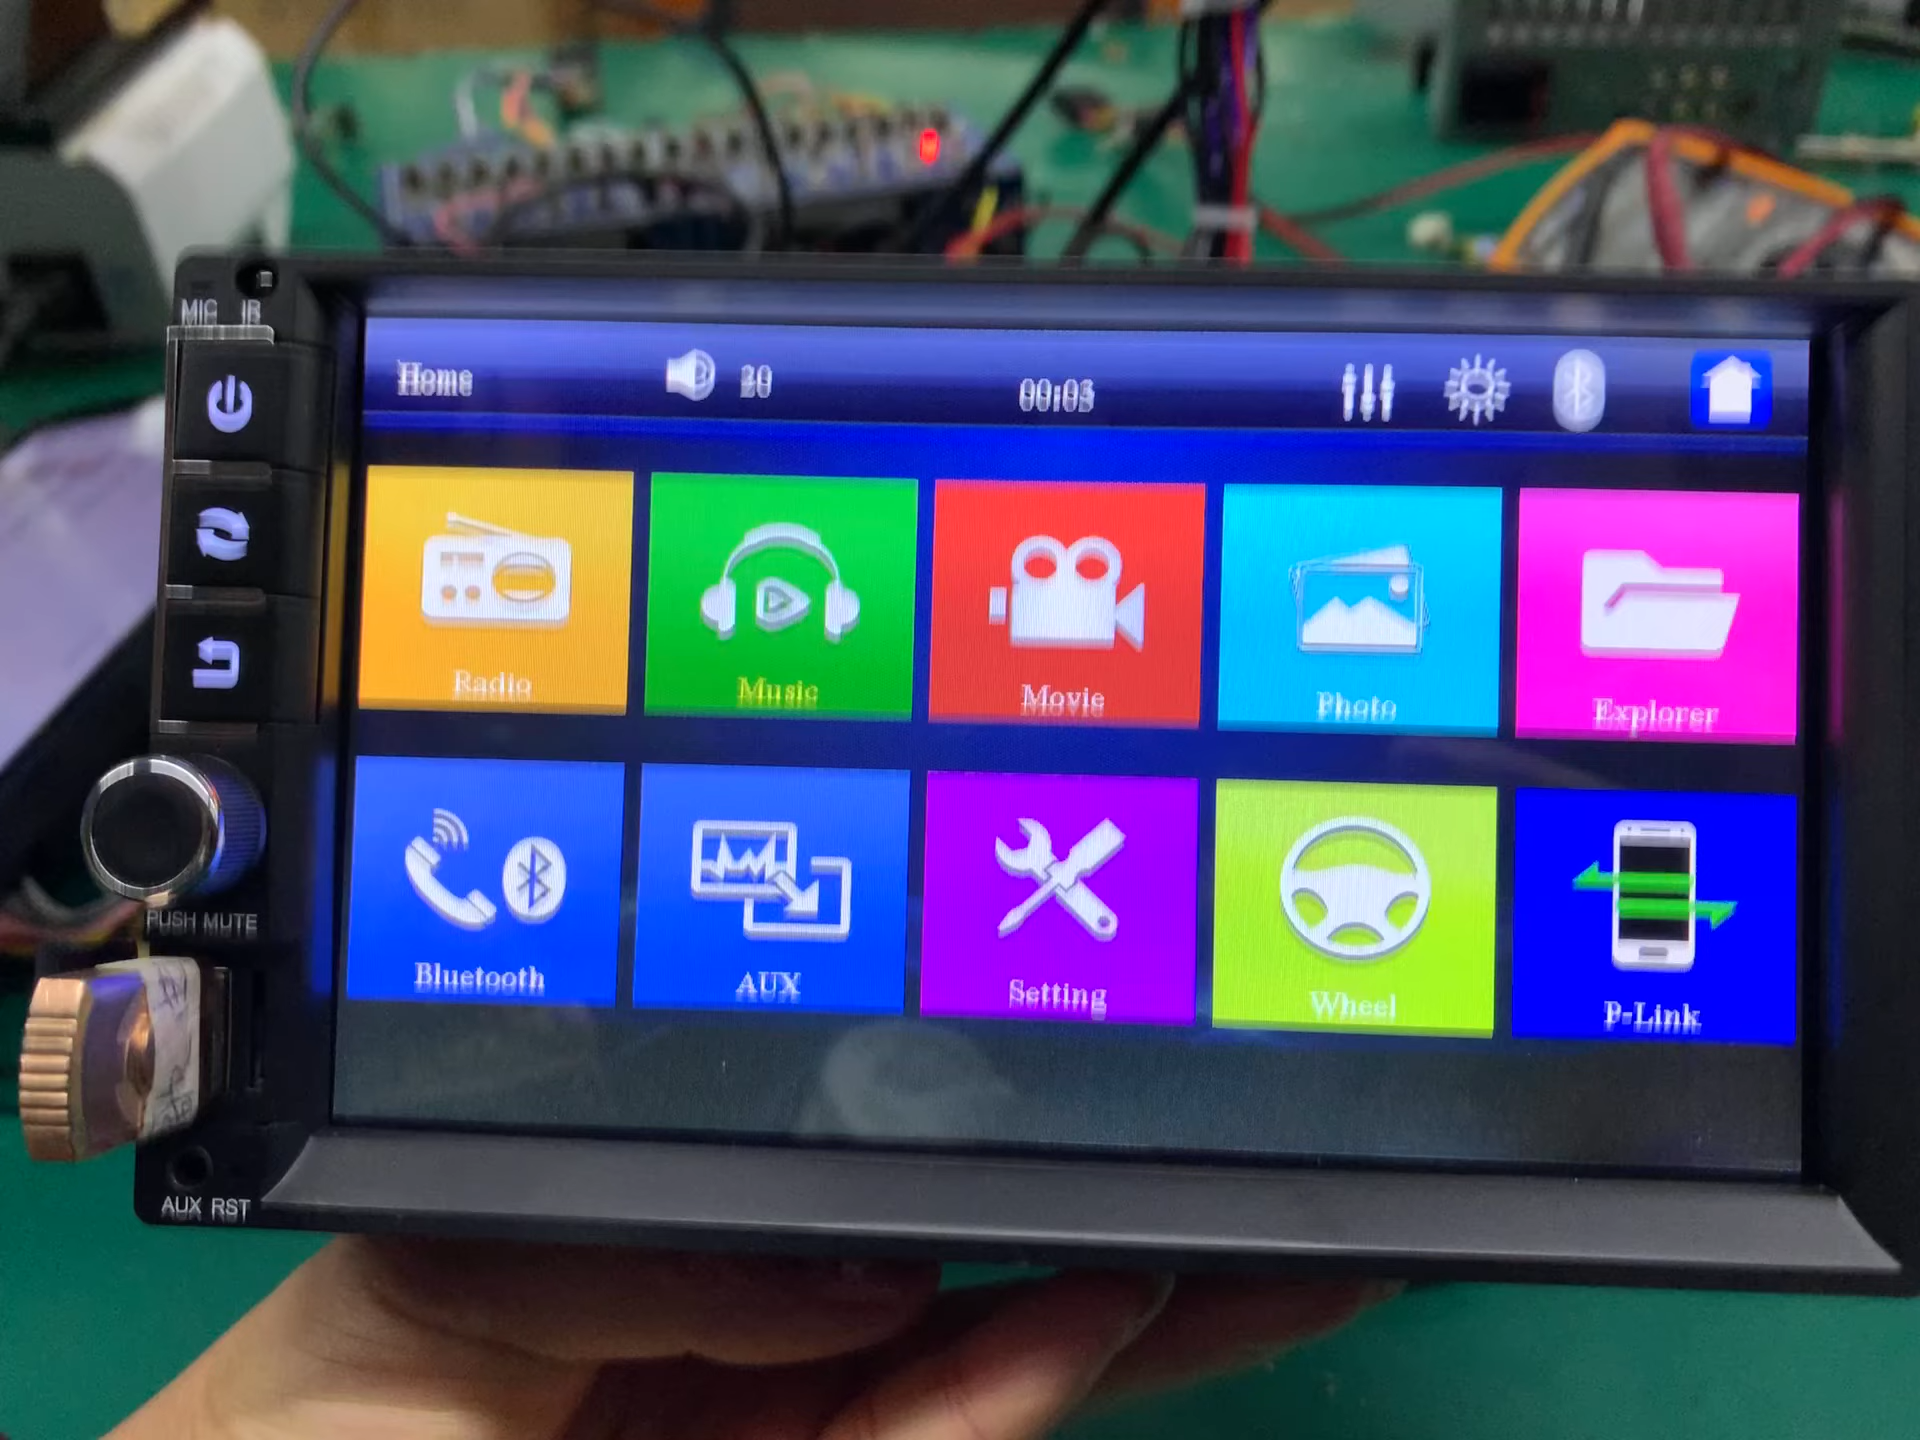 MIC IR
Home 20 00:03
Radio Music Movie Photo Explorer
Bluetooth AUX Setting Wheel P-Link
PUSH MUTE
AUX RST